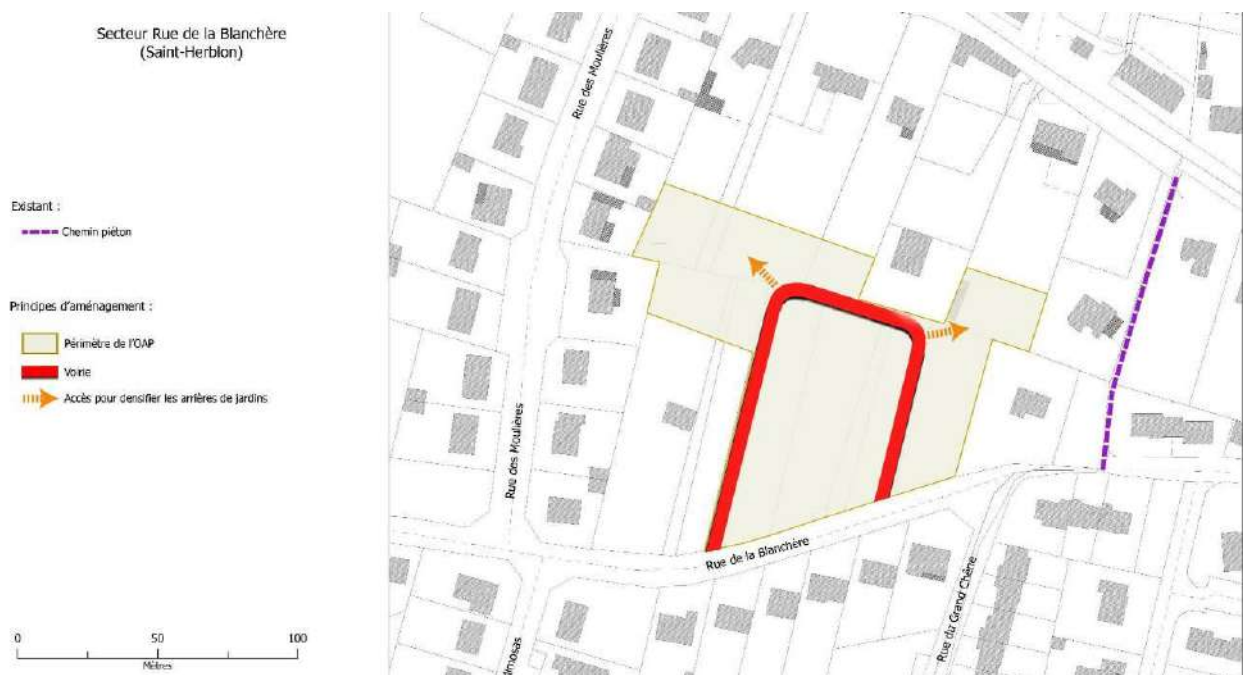 Secteur Rue de la Blanchère
(Saint-Herblon)
Existant :
Chemin piéton
Principes d'aménagement :
Périmètre de l'OAP
Voirie
Accès pour densifier les arrières de jardins
0 50 100
Mètres
Rue des Moulières
Rue des Moulières
Rue de la Blanchère
Rue du Grand Chêne
Mimosas